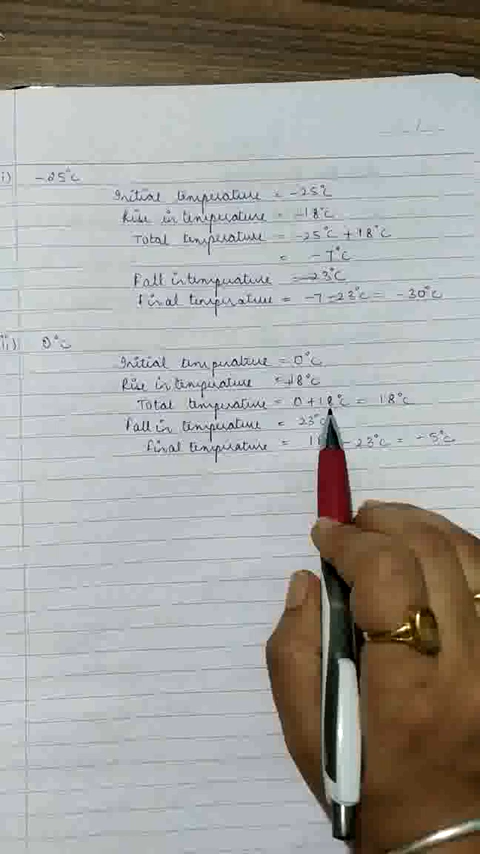 i) -25°C
Initial temperature = -25°C
Rise in temperature = -18°C
Total temperature = -25°C + 18°C
= -7°C
Fall in temperature = -23°C
Final temperature = -7-23°C = -30°C
ii) 0°C
Initial temperature = 0°C
Rise in temperature = +18°C
Total temperature = 0+18°C = 18°C
Fall in temperature = 23°C
Final temperature = -23°C = -5°C